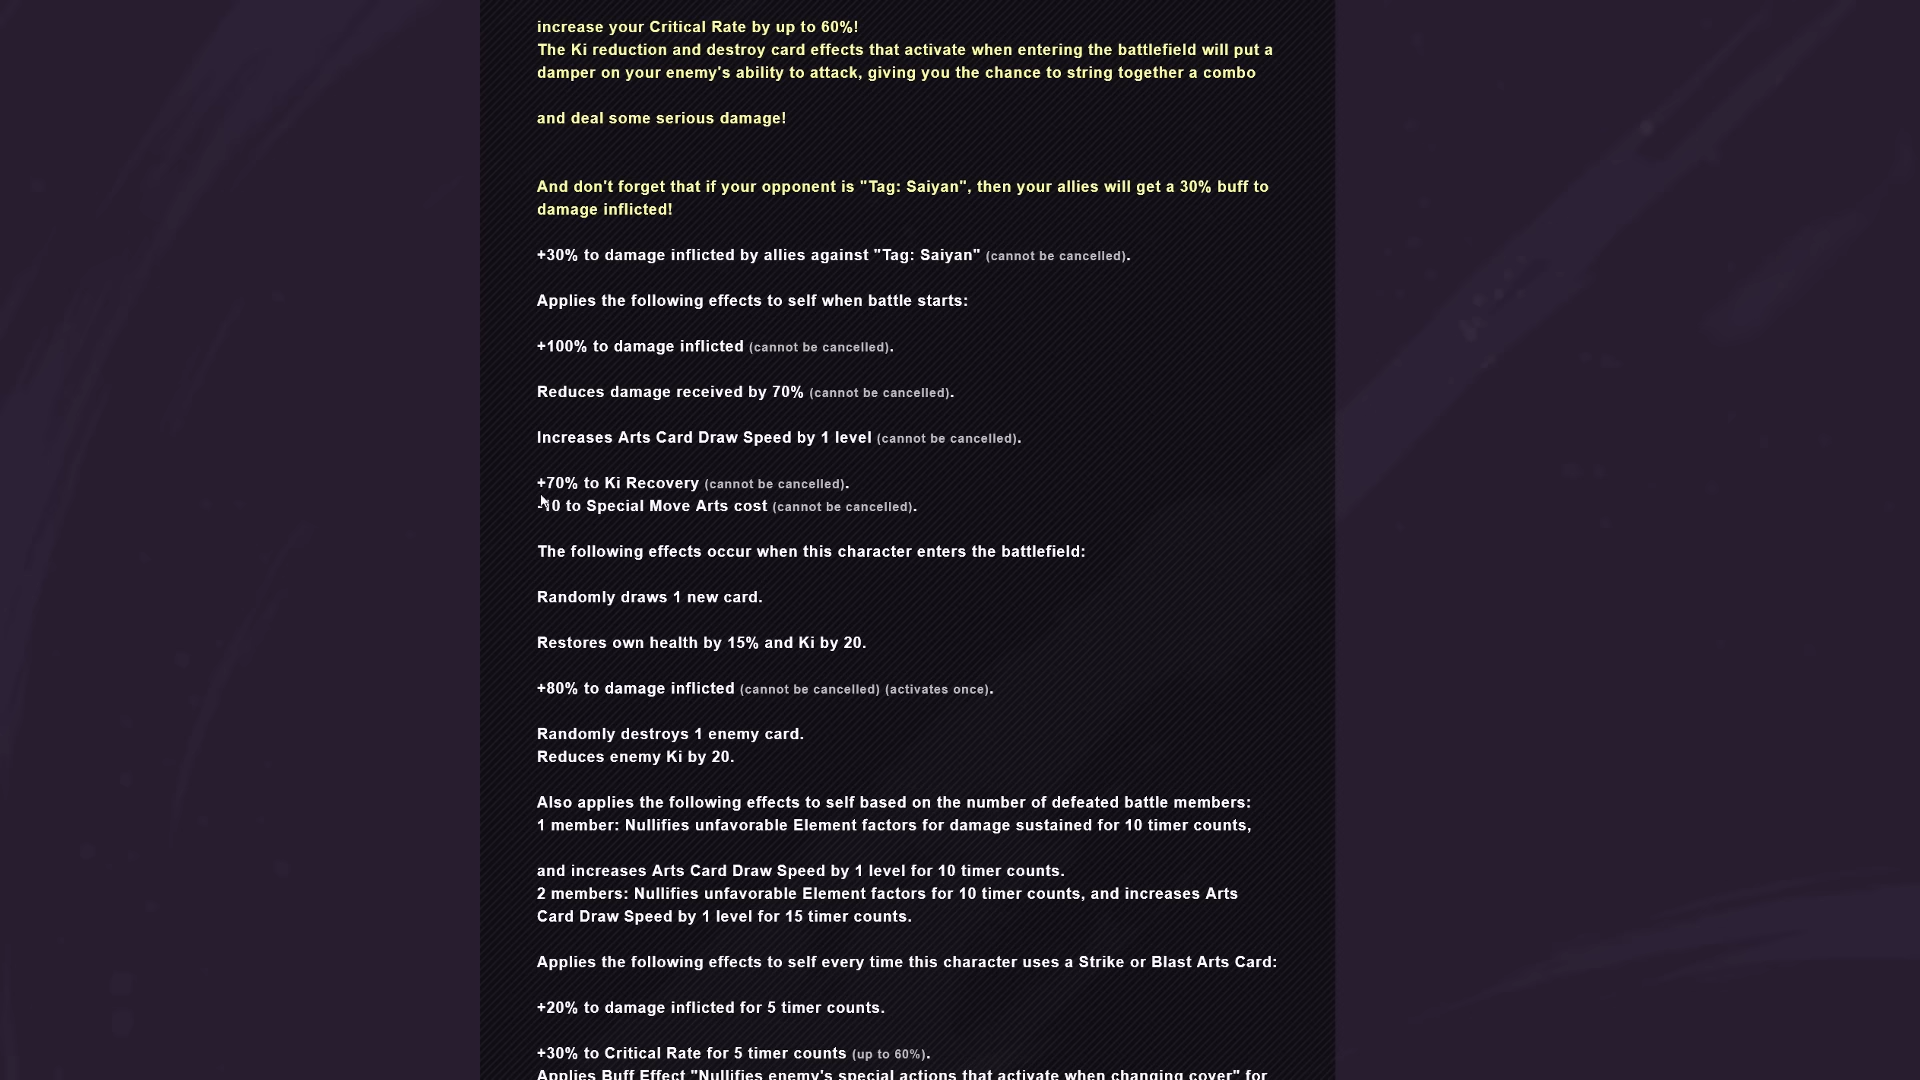 increase your Critical Rate by up to 60%!
The Ki reduction and destroy card effects that activate when entering the battlefield will put a
damper on your enemy's ability to attack, giving you the chance to string together a combo
and deal some serious damage!
And don't forget that if your opponent is "Tag: Saiyan", then your allies will get a 30% buff to
damage inflicted!
+30% to damage inflicted by allies against "Tag: Saiyan" (cannot be cancelled).
Applies the following effects to self when battle starts:
+100% to damage inflicted (cannot be cancelled).
Reduces damage received by 70% (cannot be cancelled).
Increases Arts Card Draw Speed by 1 level (cannot be cancelled).
+70% to Ki Recovery (cannot be cancelled).
-10 to Special Move Arts cost (cannot be cancelled).
The following effects occur when this character enters the battlefield:
Randomly draws 1 new card.
Restores own health by 15% and Ki by 20.
+80% to damage inflicted (cannot be cancelled) (activates once).
Randomly destroys 1 enemy card.
Reduces enemy Ki by 20.
Also applies the following effects to self based on the number of defeated battle members:
1 member: Nullifies unfavorable Element factors for damage sustained for 10 timer counts,
and increases Arts Card Draw Speed by 1 level for 10 timer counts.
2 members: Nullifies unfavorable Element factors for 10 timer counts, and increases Arts
Card Draw Speed by 1 level for 15 timer counts.
Applies the following effects to self every time this character uses a Strike or Blast Arts Card:
+20% to damage inflicted for 5 timer counts.
+30% to Critical Rate for 5 timer counts (up to 60%).
Applies Buff Effect "Nullifies enemy's special actions that activate when changing cover" for